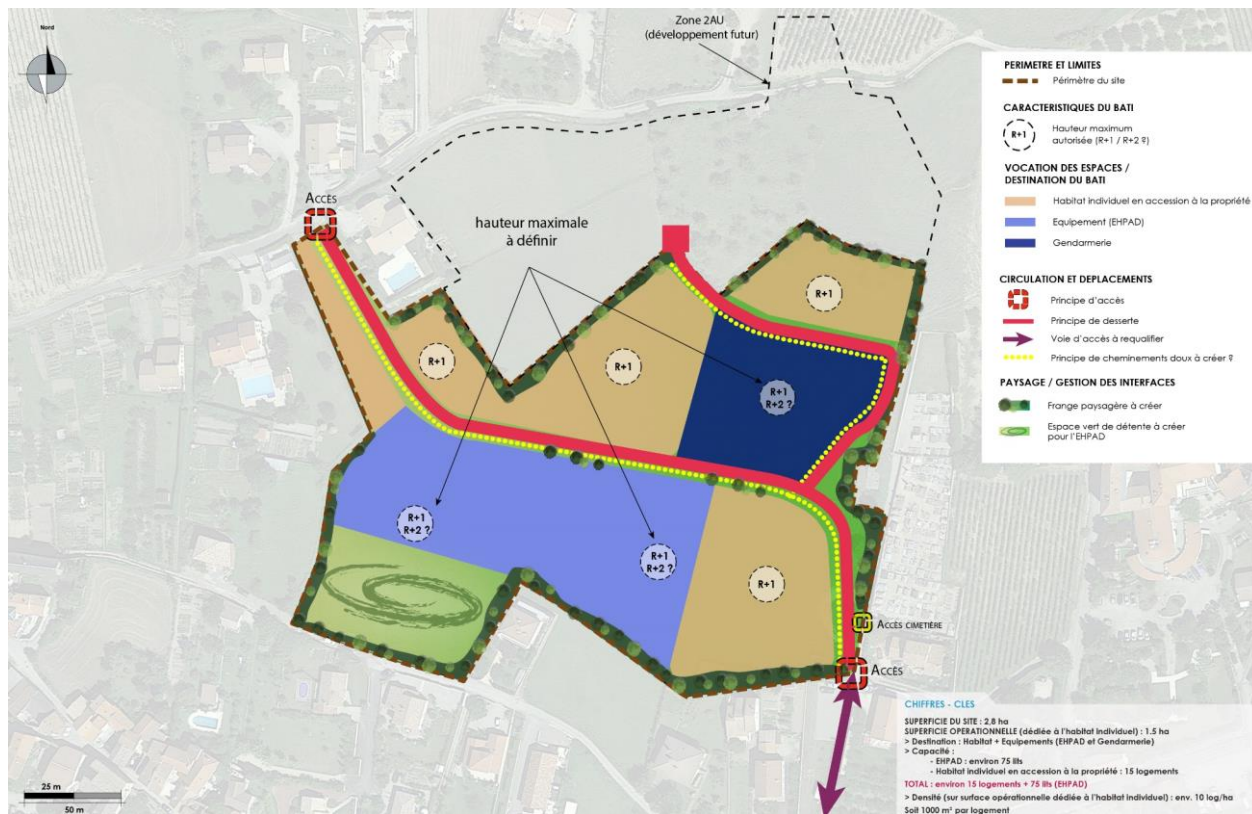 Nord
Zone 2AU
(développement futur)
ACCÈS
hauteur maximale
à définir
R+1
R+1
R+1
R+1
R+2 ?
R+1
R+2 ?
R+1
R+2 ?
R+1
ACCÈS CIMETIÈRE
ACCÈS
25 m
50 m
PERIMETRE ET LIMITES
Périmètre du site
CARACTERISTIQUES DU BATI
R+1
Hauteur maximum
autorisée (R+1 / R+2 ?)
VOCATION DES ESPACES /
DESTINATION DU BATI
Habitat individuel en accession à la propriété
Equipement (EHPAD)
Gendarmerie
CIRCULATION ET DEPLACEMENTS
Principe d'accès
Principe de desserte
Voie d'accès à requalifier
Principe de cheminements doux à créer ?
PAYSAGE / GESTION DES INTERFACES
Frange paysagère à créer
Espace vert de détente à créer
pour l'EHPAD
CHIFFRES - CLES
SUPERFICIE DU SITE : 2,8 ha
SUPERFICIE OPERATIONNELLE (dédiée à l'habitat individuel) : 1.5 ha
> Destination : Habitat + Equipements (EHPAD et Gendarmerie)
> Capacité :
- EHPAD : environ 75 lits
- Habitat individuel en accession à la propriété : 15 logements
TOTAL : environ 15 logements + 75 lits (EHPAD)
> Densité (sur surface opérationnelle dédiée à l'habitat individuel) : env. 10 log/ha
Soit 1000 m² par logement